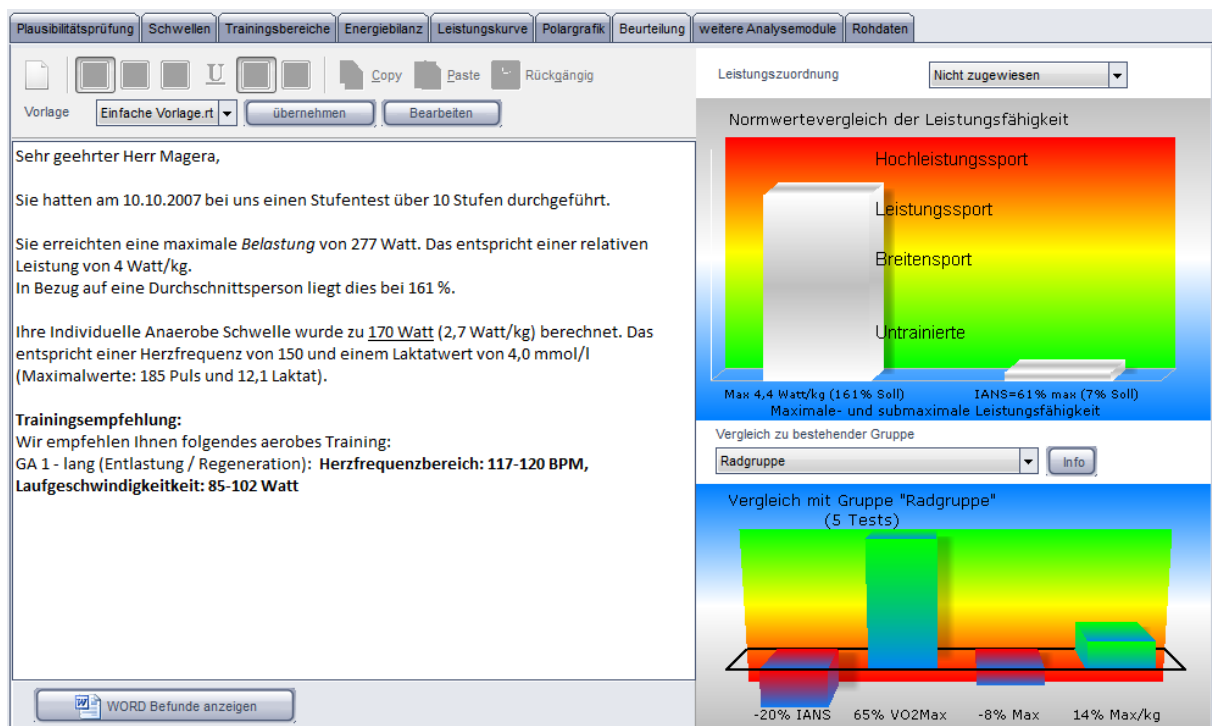 Plausibilitätsprüfung Schwellen Trainingsbereiche Energiebilanz Leistungskurve Polargrafik Beurteilung weitere Analysemodule Rohdaten
U Copy Paste Rückgängig
Vorlage Einfache Vorlage.rt übernehmen Bearbeiten
Sehr geehrter Herr Magera,
Sie hatten am 10.10.2007 bei uns einen Stufentest über 10 Stufen durchgeführt.
Sie erreichten eine maximale Belastung von 277 Watt. Das entspricht einer relativen
Leistung von 4 Watt/kg.
In Bezug auf eine Durchschnittsperson liegt dies bei 161 %.
Ihre Individuelle Anaerobe Schwelle wurde zu 170 Watt (2,7 Watt/kg) berechnet. Das
entspricht einer Herzfrequenz von 150 und einem Laktatwert von 4,0 mmol/l
(Maximalwerte: 185 Puls und 12,1 Laktat).
Trainingsempfehlung:
Wir empfehlen Ihnen folgendes aerobes Training:
GA 1 - lang (Entlastung / Regeneration): Herzfrequenzbereich: 117-120 BPM,
Laufgeschwindigkeitkeit: 85-102 Watt
WORD Befunde anzeigen
Leistungszuordnung Nicht zugewiesen
Normwertevergleich der Leistungsfähigkeit
Hochleistungssport
Leistungssport
Breitensport
Untrainierte
Max 4,4 Watt/kg (161% Soll) IANS=61% max (7% Soll)
Maximale- und submaximale Leistungsfähigkeit
Vergleich zu bestehender Gruppe
Radgruppe Info
Vergleich mit Gruppe "Radgruppe"
(5 Tests)
-20% IANS 65% VO2Max -8% Max 14% Max/kg